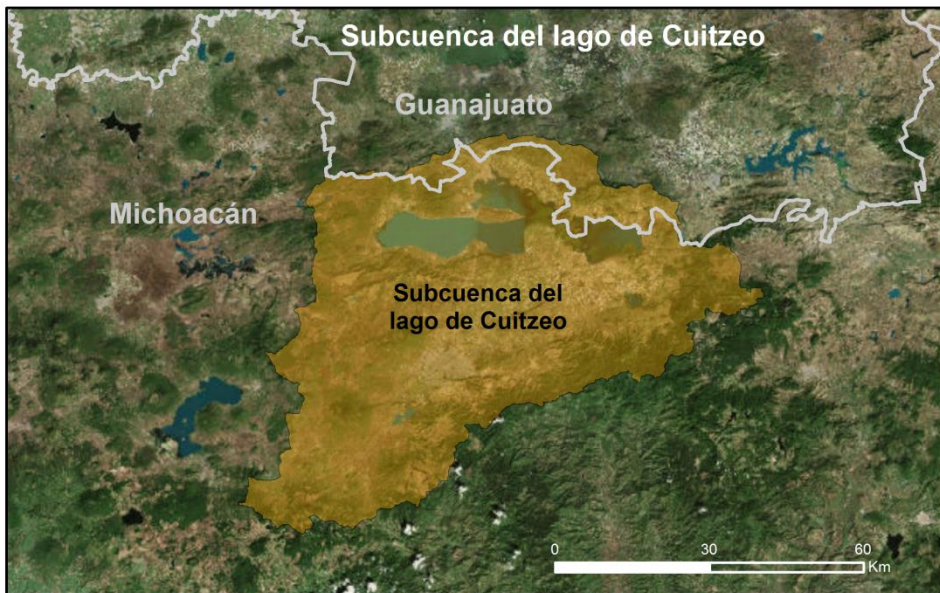 Subcuenca del lago de Cuitzeo
Guanajuato
Michoacán
Subcuenca del
lago de Cuitzeo
0 30 60
Km